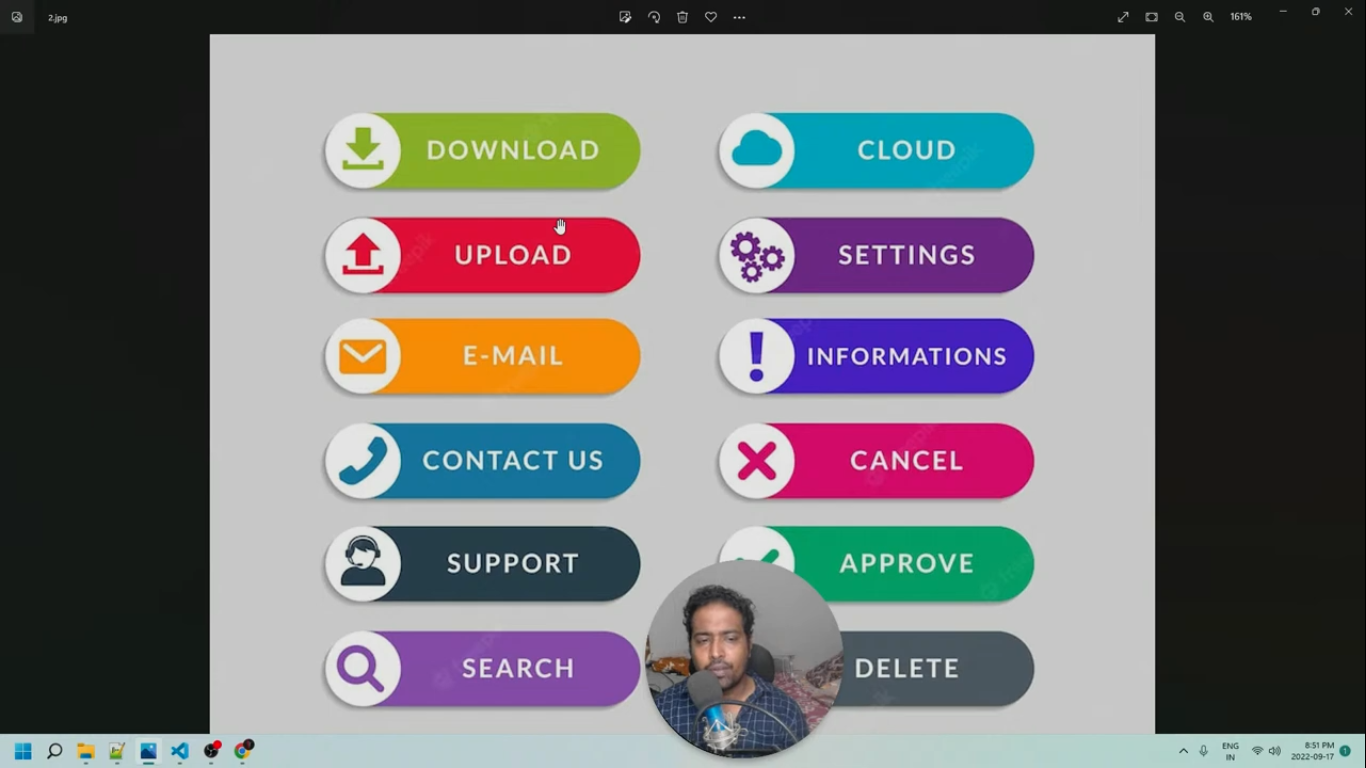 2.jpg
161%
DOWNLOAD
CLOUD
UPLOAD
SETTINGS
E-MAIL
INFORMATIONS
CONTACT US
CANCEL
SUPPORT
APPROVE
SEARCH
DELETE
ENG
IN
8:51 PM
2022-09-17
1